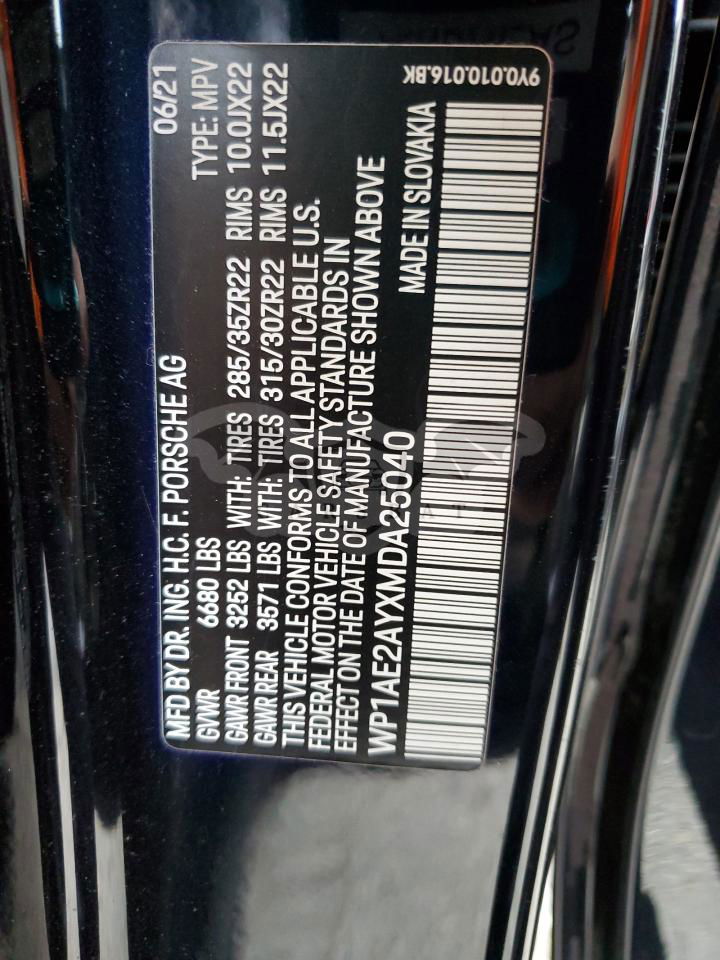 MFD BY DR. ING. H.C. F. PORSCHE AG 06/21
GVWR 6680 LBS TYPE: MPV
GAWR FRONT 3252 LBS WITH: TIRES 285/35ZR22 RIMS 10.0JX22
GAWR REAR 3571 LBS WITH: TIRES 315/30ZR22 RIMS 11.5JX22
THIS VEHICLE CONFORMS TO ALL APPLICABLE U.S.
FEDERAL MOTOR VEHICLE SAFETY STANDARDS IN
EFFECT ON THE DATE OF MANUFACTURE SHOWN ABOVE
WP1AE2AYXMDA25040
MADE IN SLOVAKIA
9Y0.010.016.BK